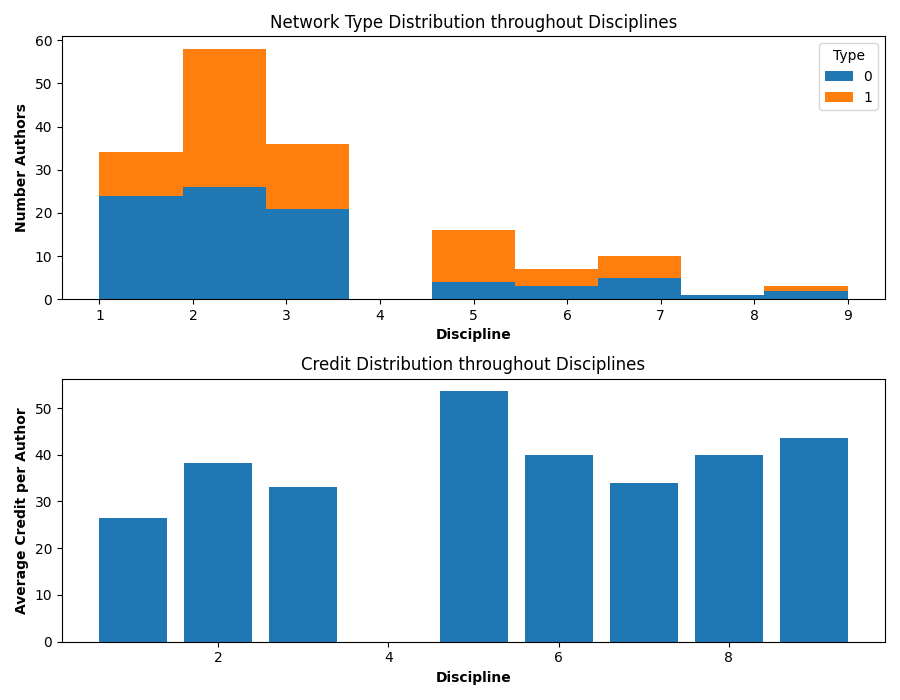 Network Type Distribution throughout Disciplines
Number Authors
60
50
40
30
20
10
0
Type
0
1
1 2 3 4 5 6 7 8 9
Discipline
Credit Distribution throughout Disciplines
Average Credit per Author
50
40
30
20
10
0
2 4 6 8
Discipline